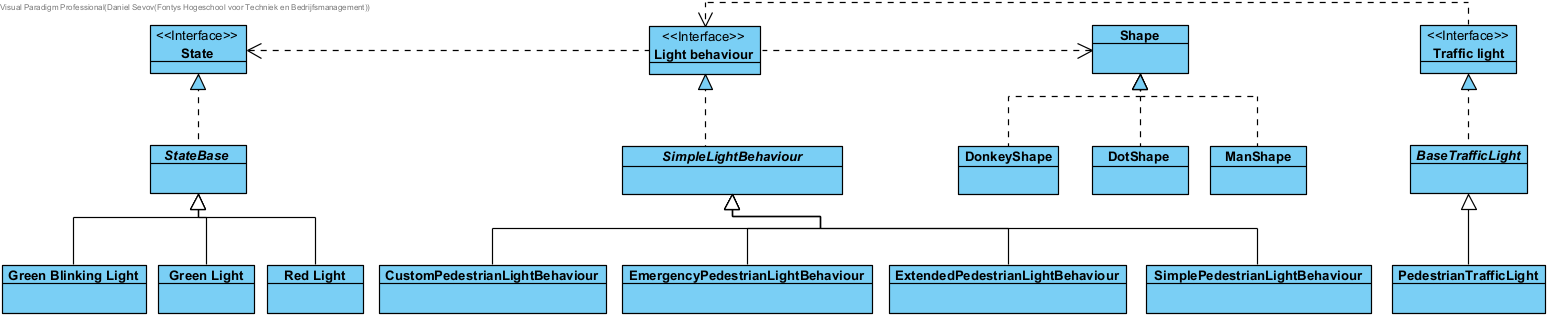 Visual Paradigm Professional(Daniel Sevov(Fontys Hogeschool voor Techniek en Bedrijfsmanagement))
<<Interface>>
State
<<Interface>>
Light behaviour
Shape
<<Interface>>
Traffic light
StateBase
SimpleLightBehaviour
DonkeyShape
DotShape
ManShape
BaseTrafficLight
Green Blinking Light
Green Light
Red Light
CustomPedestrianLightBehaviour
EmergencyPedestrianLightBehaviour
ExtendedPedestrianLightBehaviour
SimplePedestrianLightBehaviour
PedestrianTrafficLight